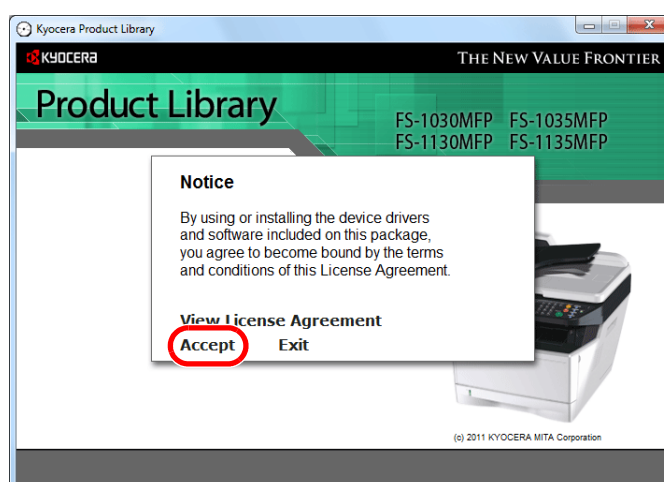 Kyocera Product Library
KYOCERA
THE NEW VALUE FRONTIER
Product Library
FS-1030MFP FS-1035MFP
FS-1130MFP FS-1135MFP
Notice
By using or installing the device drivers
and software included on this package,
you agree to become bound by the terms
and conditions of this License Agreement.
View License Agreement
Accept Exit
(c) 2011 KYOCERA MITA Corporation